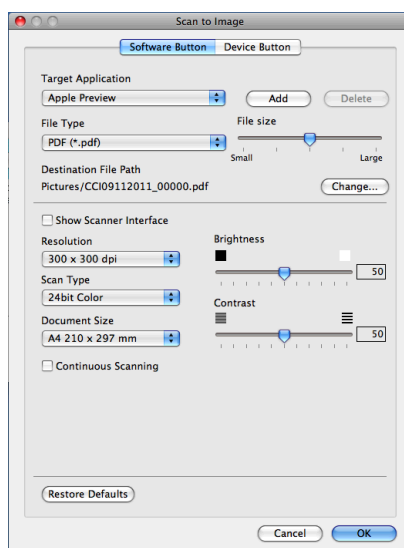 Scan to Image
Software Button Device Button
Target Application
Apple Preview Add Delete
File Type File size
PDF (*.pdf)
Small Large
Destination File Path
Pictures/CCI09112011_00000.pdf Change...
Show Scanner Interface
Resolution Brightness
300 x 300 dpi
50
Scan Type
24bit Color Contrast
Document Size
A4 210 x 297 mm 50
Continuous Scanning
Restore Defaults
Cancel OK